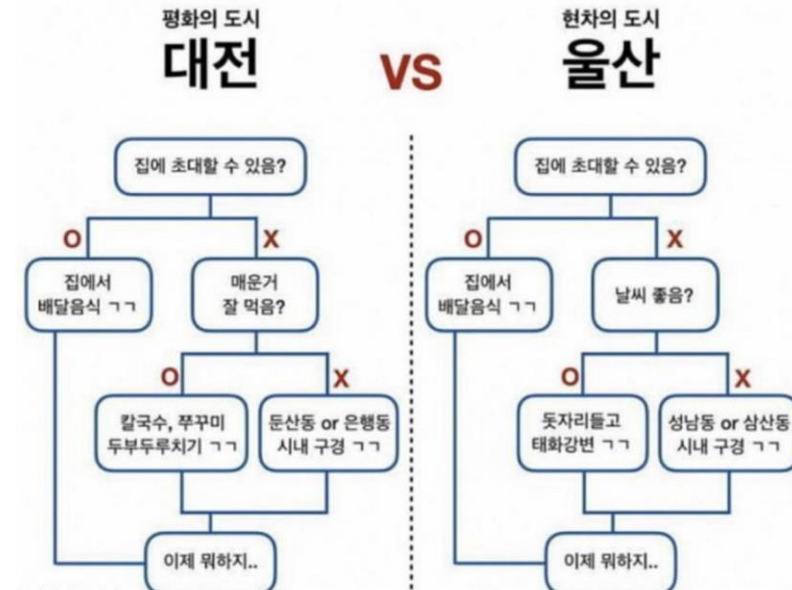 평화의 도시
대전
VS
현차의 도시
울산
집에 초대할 수 있음?
O
X
집에서
배달음식 ㄱㄱ
매운거
잘 먹음?
O
X
칼국수, 쭈꾸미
두부두루치기 ㄱㄱ
둔산동 or 은행동
시내 구경 ㄱㄱ
이제 뭐하지..
집에 초대할 수 있음?
O
X
집에서
배달음식 ㄱㄱ
날씨 좋음?
O
X
돗자리들고
태화강변 ㄱㄱ
성남동 or 삼산동
시내 구경 ㄱㄱ
이제 뭐하지..